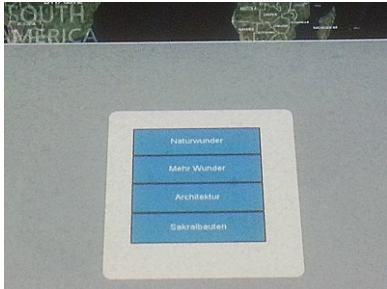 SOUTH
AMERICA
Naturwunder
Mehr Wunder
Architektur
Sakralbauten